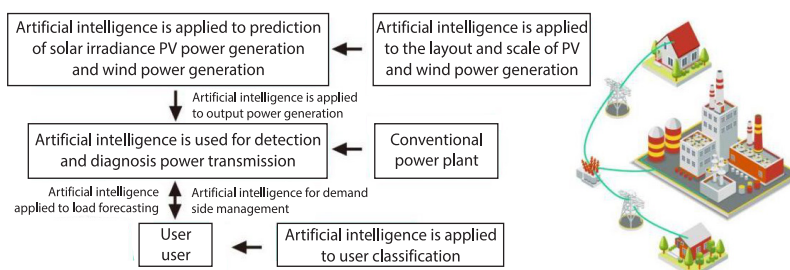 Artificial intelligence is applied to prediction
of solar irradiance PV power generation
and wind power generation
Artificial intelligence is applied
to the layout and scale of PV
and wind power generation
Artificial intelligence is applied
to output power generation
Artificial intelligence is used for detection
and diagnosis power transmission
Conventional
power plant
Artificial intelligence
applied to load forecasting
Artificial intelligence for demand
side management
User
user
Artificial intelligence is applied
to user classification